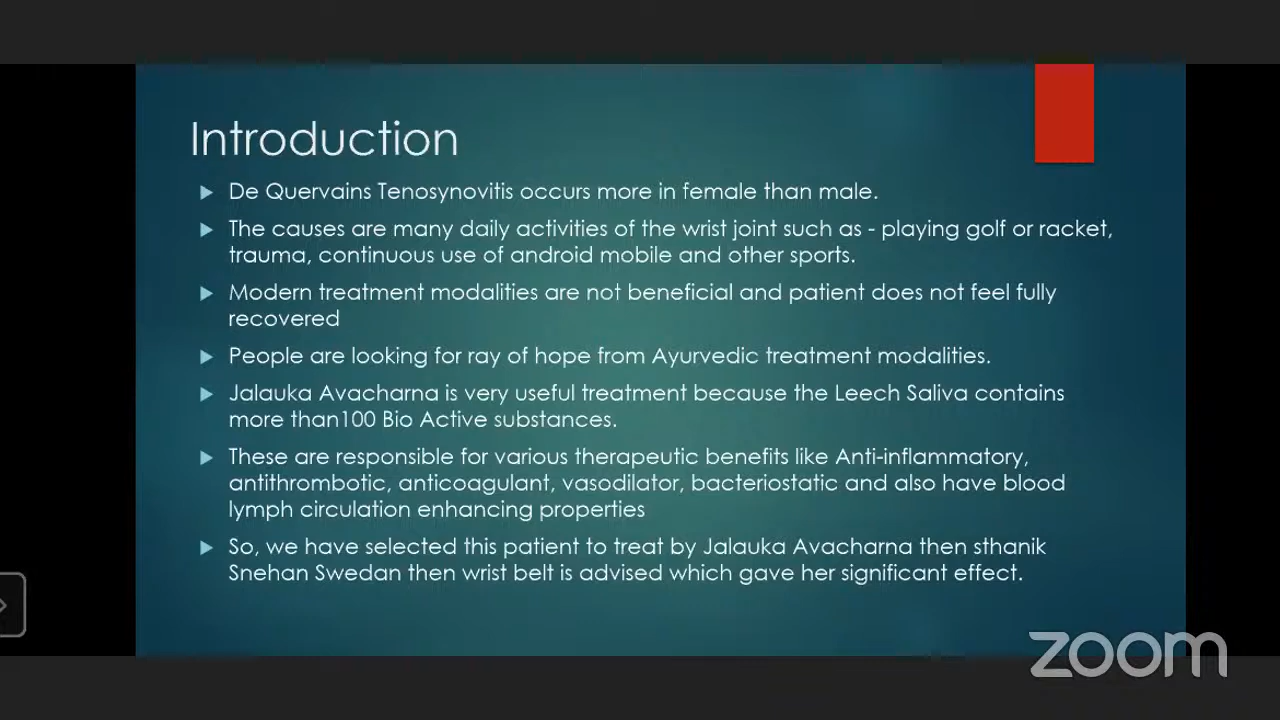 Introduction
De Quervains Tenosynovitis occurs more in female than male.
The causes are many daily activities of the wrist joint such as - playing golf or racket,
trauma, continuous use of android mobile and other sports.
Modern treatment modalities are not beneficial and patient does not feel fully
recovered
People are looking for ray of hope from Ayurvedic treatment modalities.
Jalauka Avacharna is very useful treatment because the Leech Saliva contains
more than100 Bio Active substances.
These are responsible for various therapeutic benefits like Anti-inflammatory,
antithrombotic, anticoagulant, vasodilator, bacteriostatic and also have blood
lymph circulation enhancing properties
So, we have selected this patient to treat by Jalauka Avacharna then sthanik
Snehan Swedan then wrist belt is advised which gave her significant effect.
zoom